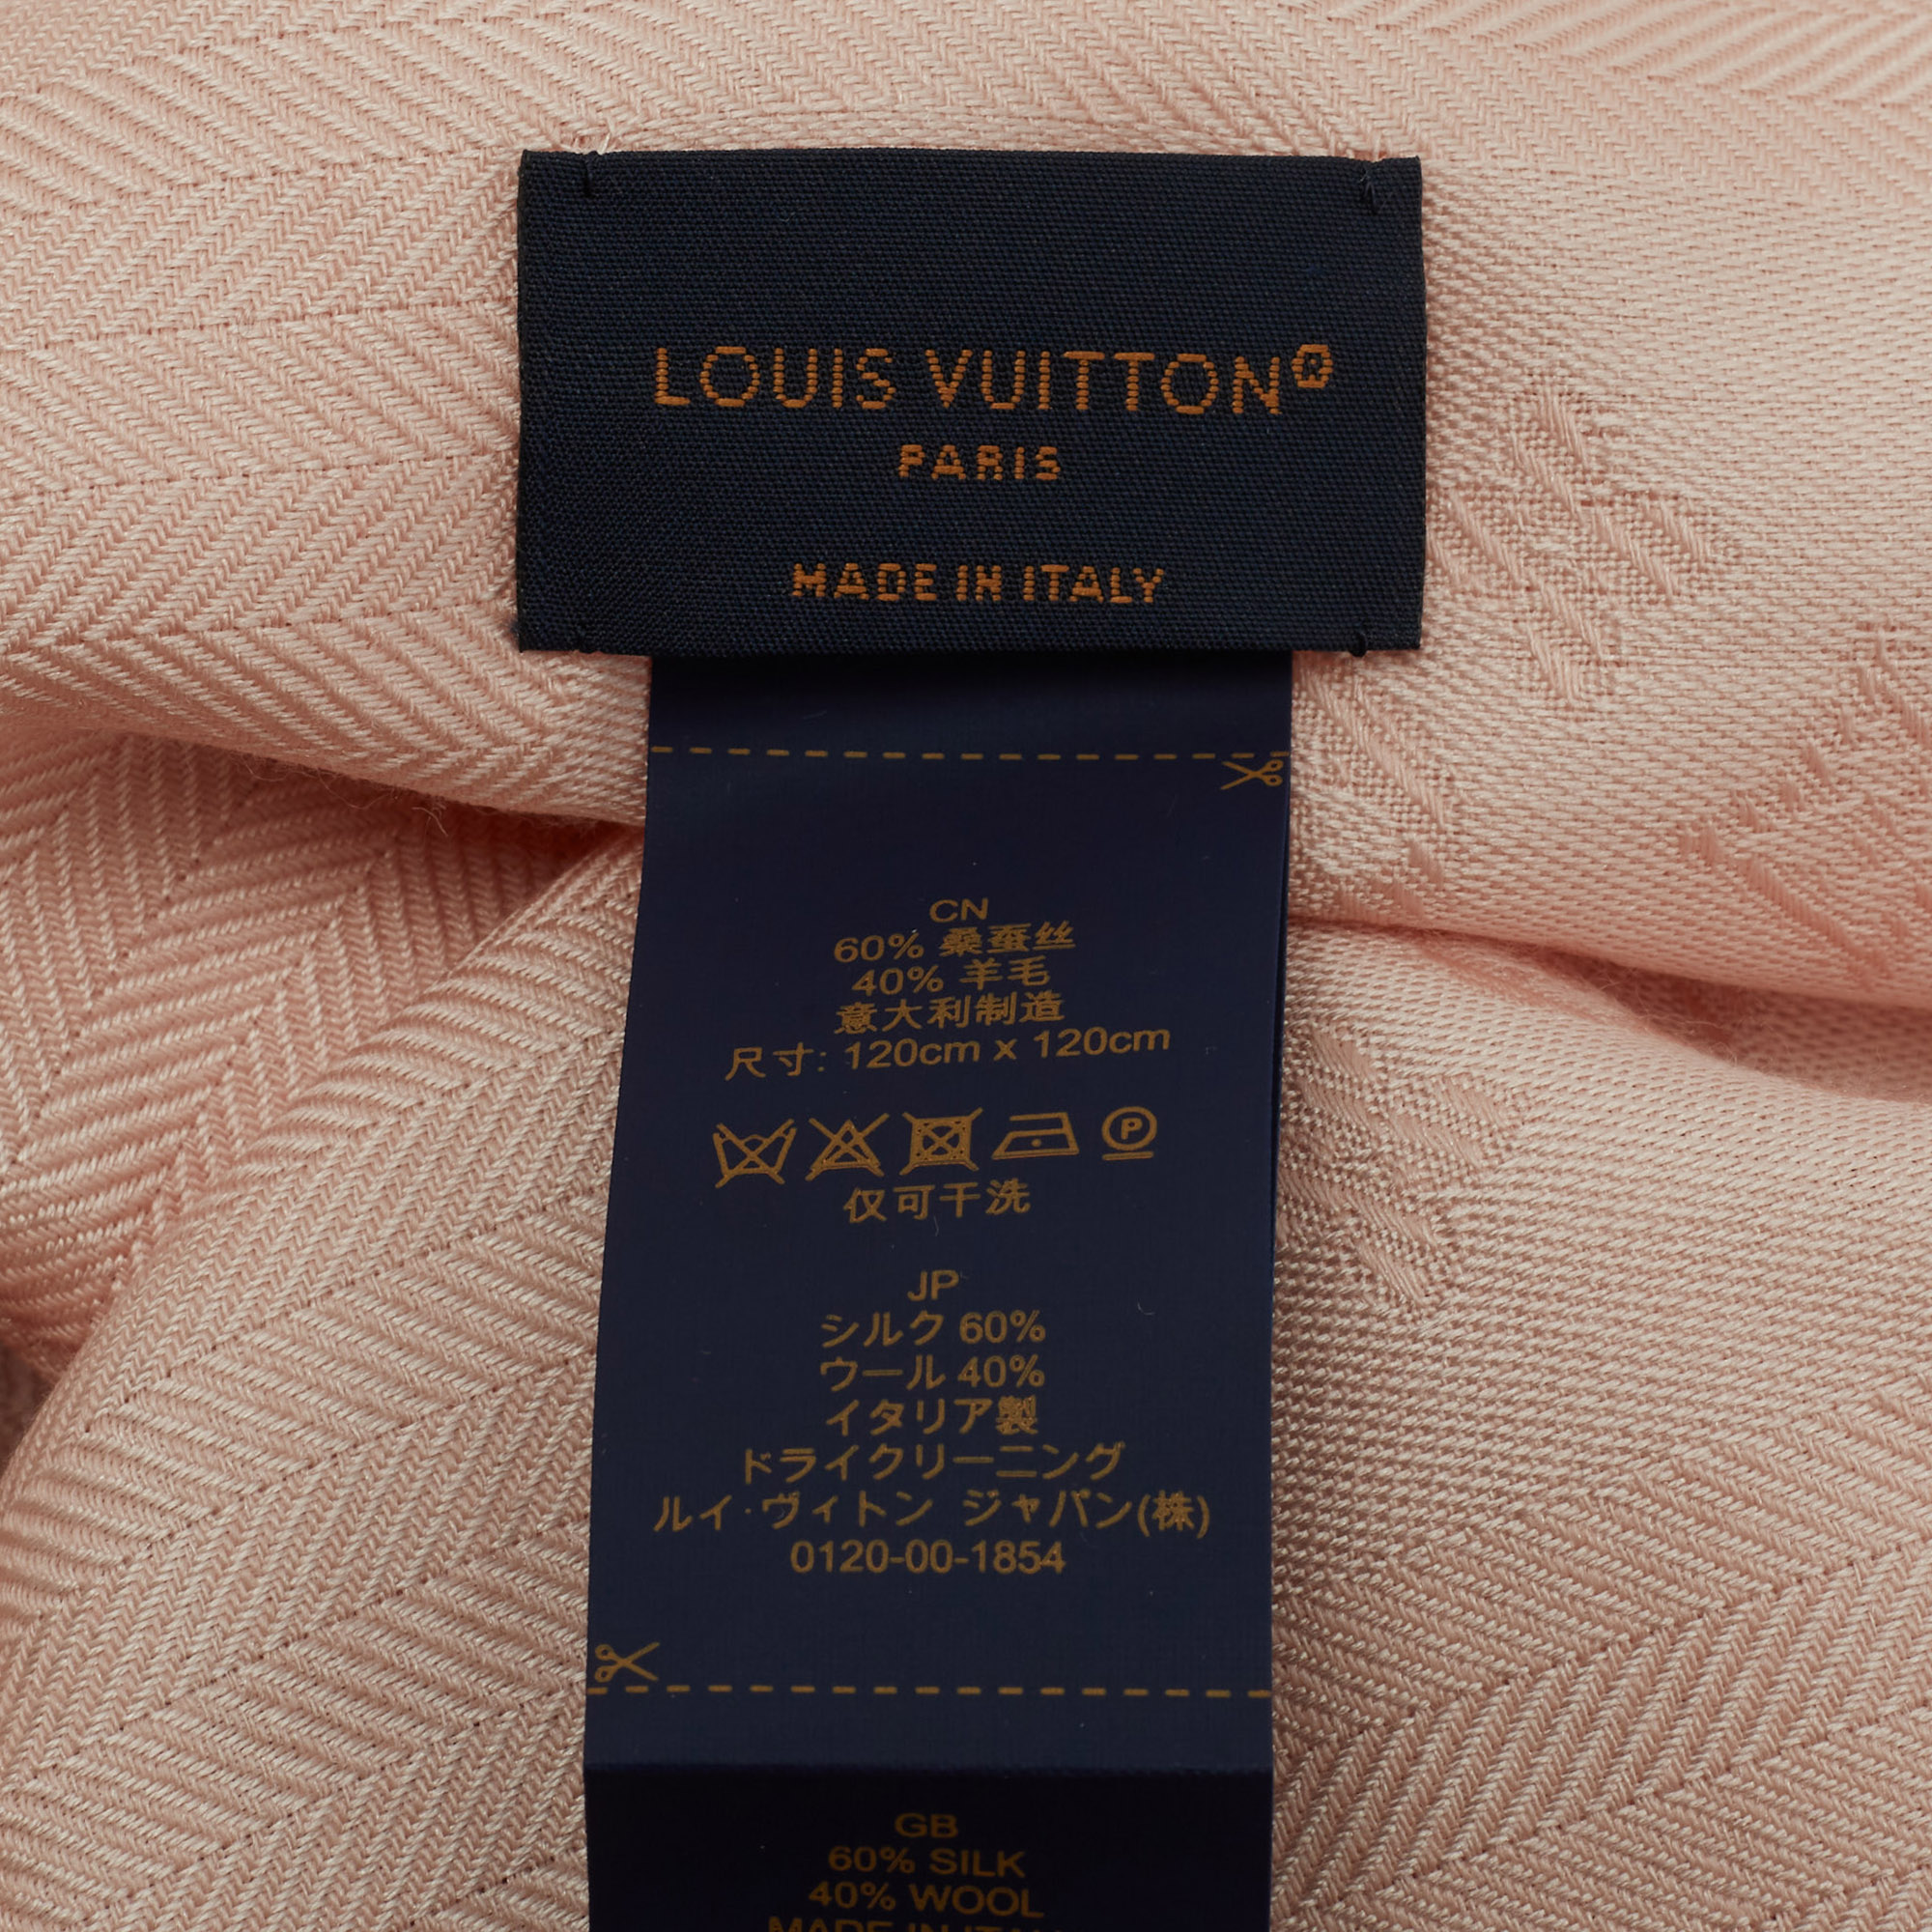 LOUIS VUITTON®
PARIS
MADE IN ITALY
CN
60% 桑蚕丝
40% 羊毛
意大利制造
尺寸: 120cm x 120cm
P
仅可干洗
JP
シルク 60%
ウール 40%
イタリア製
ドライクリーニング
ルイ·ヴィトン ジャパン(株)
0120-00-1854
GB
60% SILK
40% WOOL
MADE IN ITALY